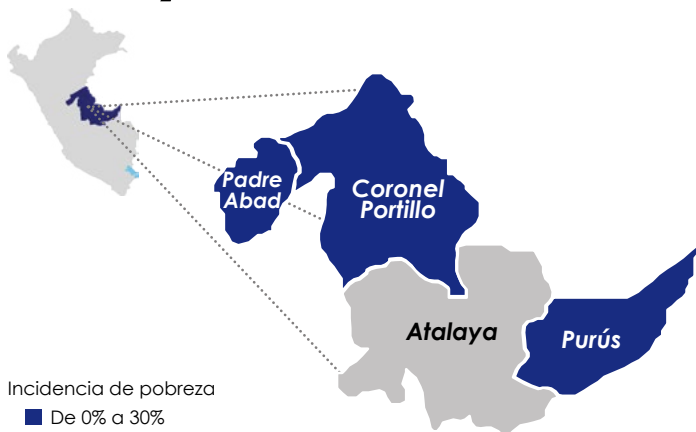 Padre
Abad
Coronel
Portillo
Atalaya
Purús
Incidencia de pobreza
De 0% a 30%